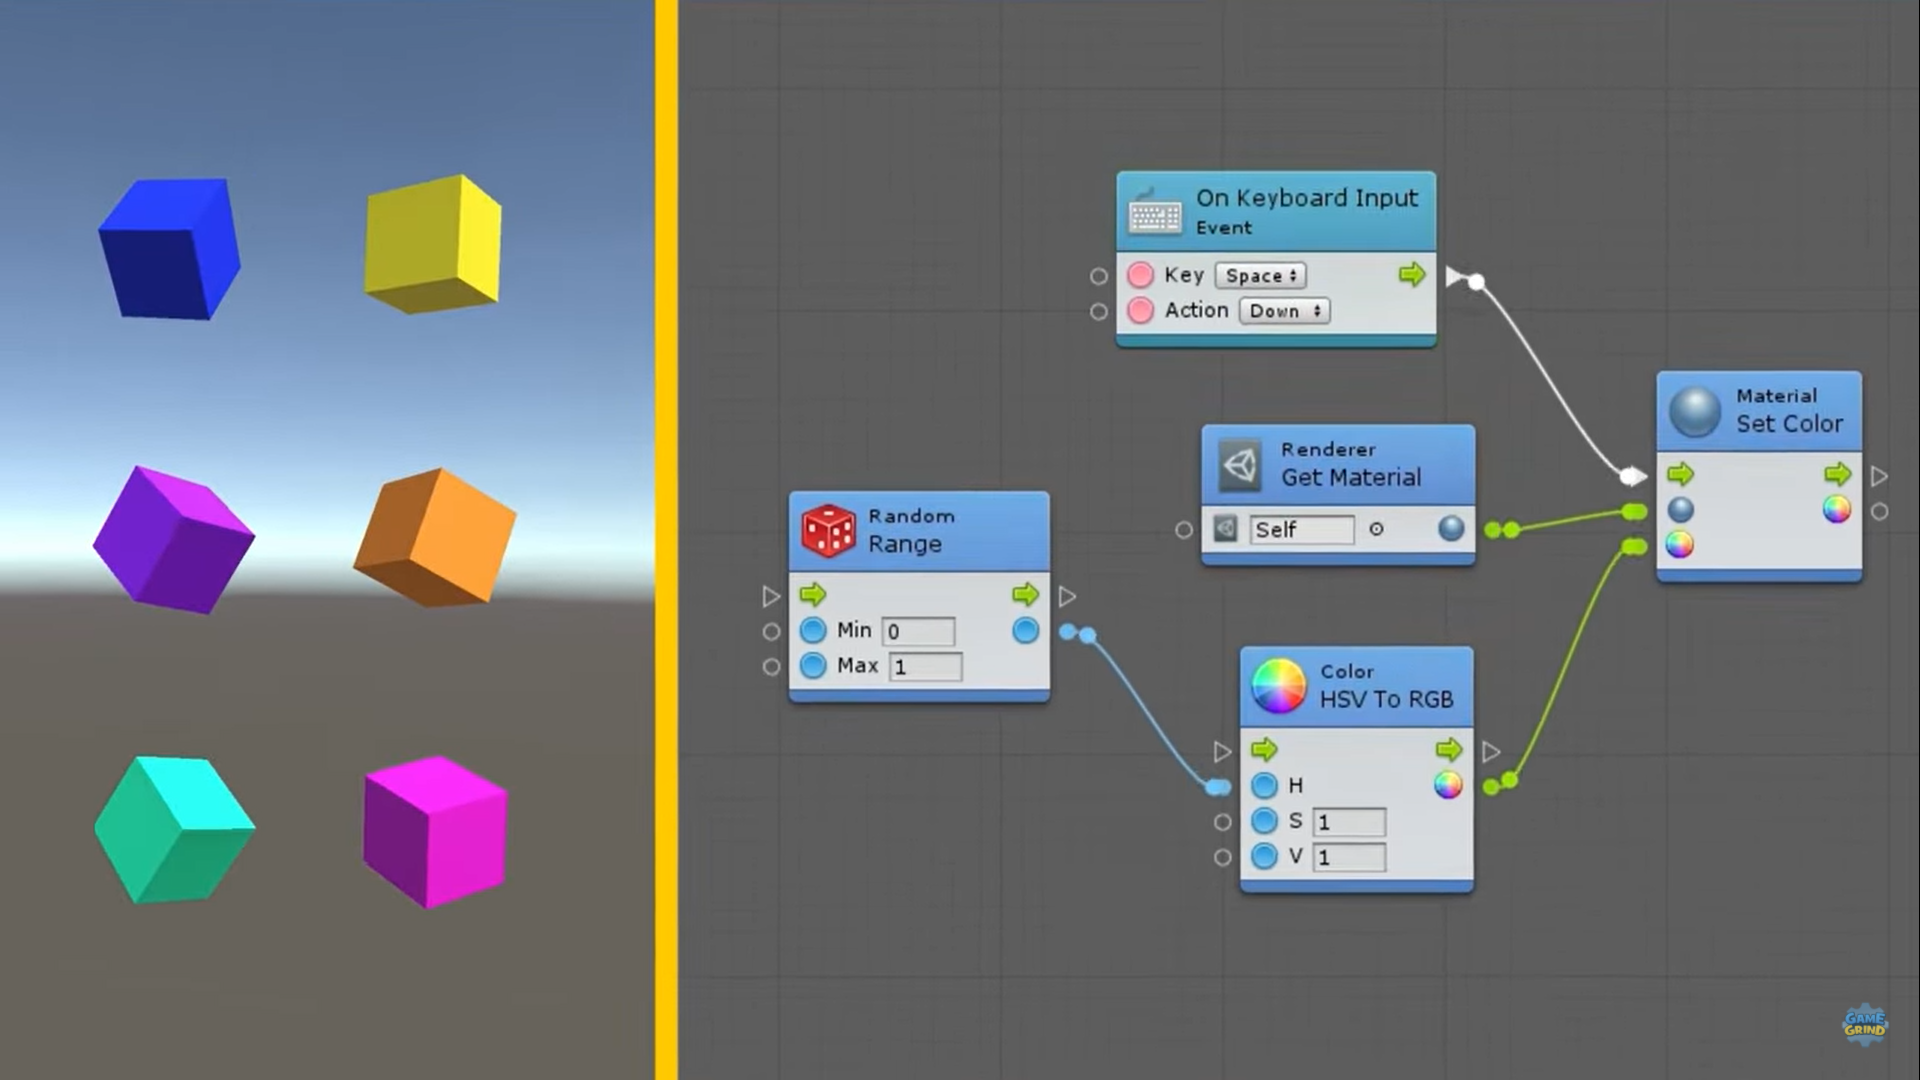 On Keyboard Input
Event
Key Space
Action Down
Material
Set Color
Renderer
Get Material
Self
Random
Range
Min 0
Max 1
Color
HSV To RGB
H
S 1
V 1
GAME
GRIND